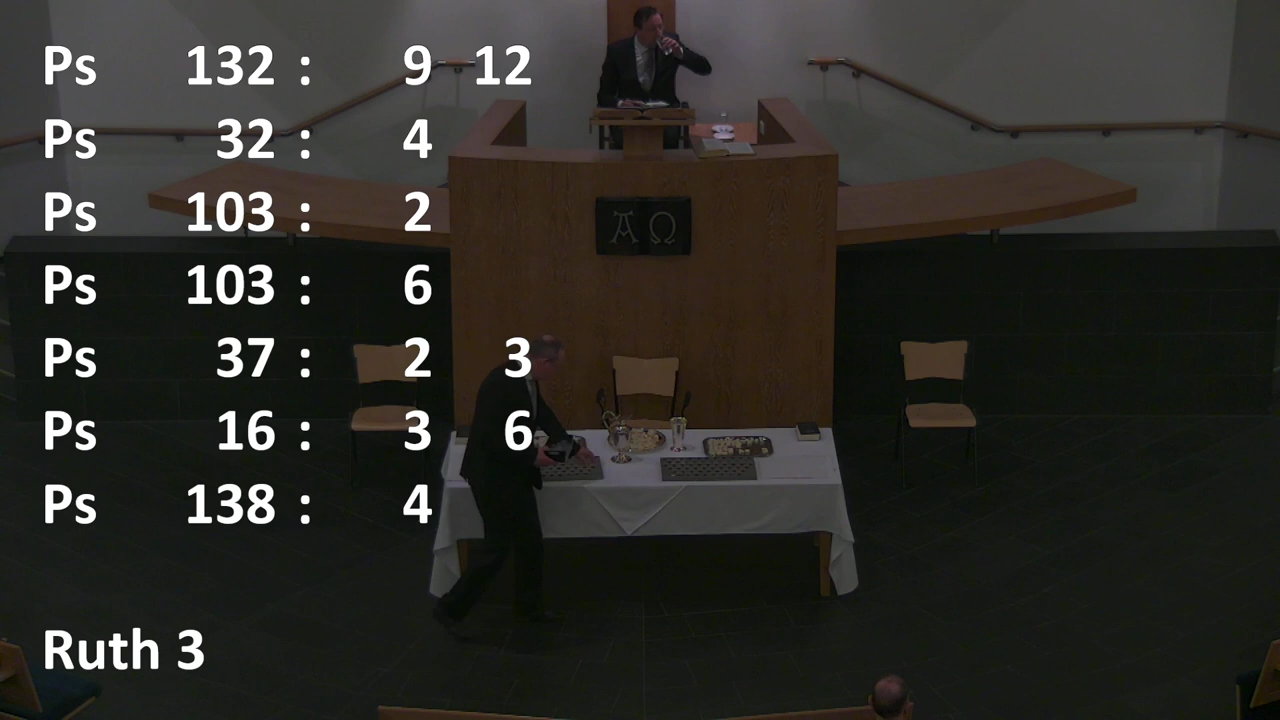 Ps 132 : 9 12
Ps 32 : 4
Ps 103 : 2
Ps 103 : 6
Ps 37 : 2 3
Ps 16 : 3 6
Ps 138 : 4
Α Ω
Ruth 3